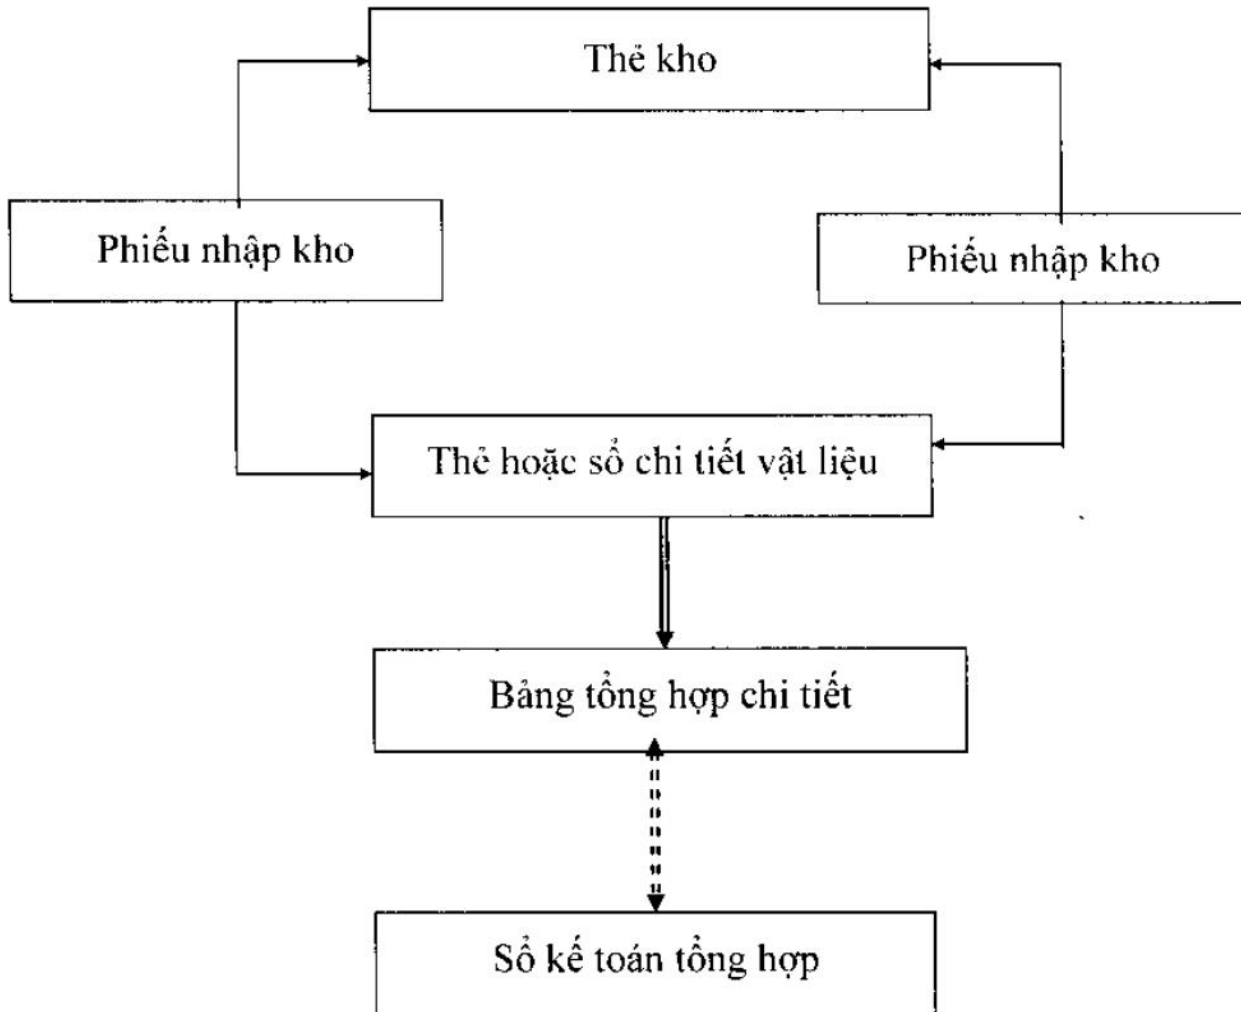 Thẻ kho
Phiếu nhập kho
Phiếu nhập kho
Thẻ hoặc sổ chi tiết vật liệu
Bảng tổng hợp chi tiết
Sổ kế toán tổng hợp